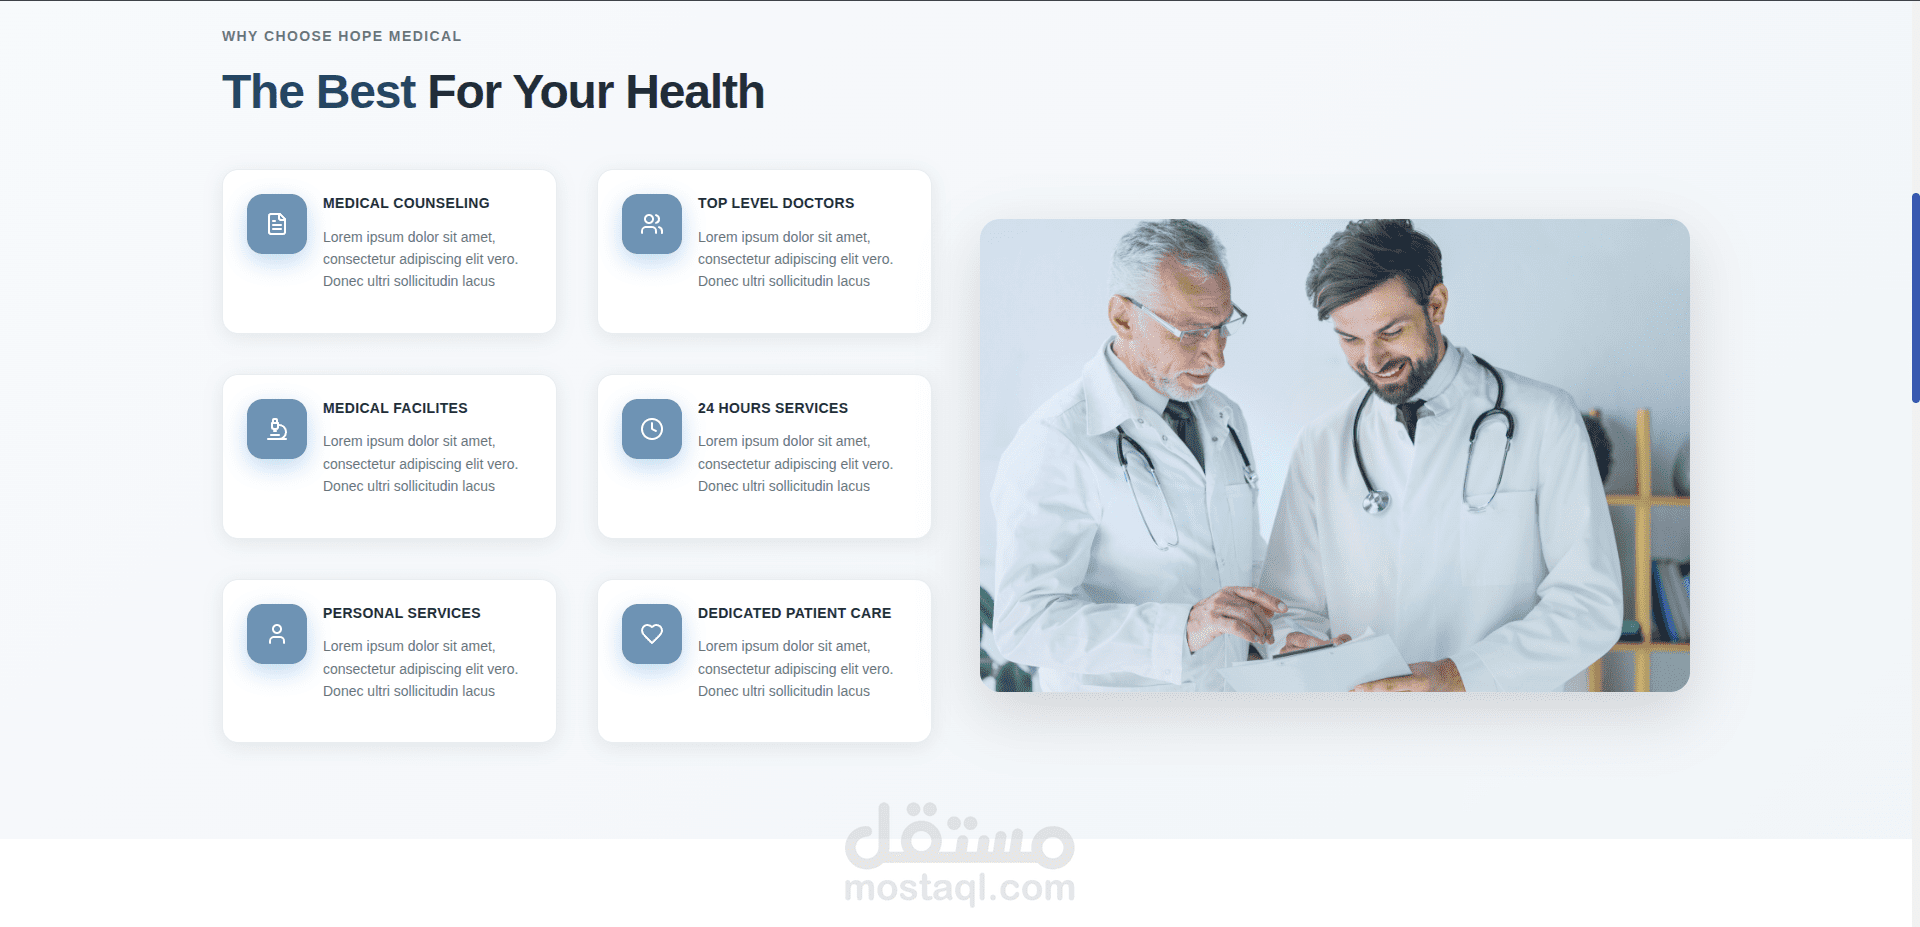 WHY CHOOSE HOPE MEDICAL
The Best For Your Health
MEDICAL COUNSELING
Lorem ipsum dolor sit amet,
consectetur adipiscing elit vero.
Donec ultri sollicitudin lacus
TOP LEVEL DOCTORS
Lorem ipsum dolor sit amet,
consectetur adipiscing elit vero.
Donec ultri sollicitudin lacus
MEDICAL FACILITES
Lorem ipsum dolor sit amet,
consectetur adipiscing elit vero.
Donec ultri sollicitudin lacus
24 HOURS SERVICES
Lorem ipsum dolor sit amet,
consectetur adipiscing elit vero.
Donec ultri sollicitudin lacus
PERSONAL SERVICES
Lorem ipsum dolor sit amet,
consectetur adipiscing elit vero.
Donec ultri sollicitudin lacus
DEDICATED PATIENT CARE
Lorem ipsum dolor sit amet,
consectetur adipiscing elit vero.
Donec ultri sollicitudin lacus
مستقل
mostaql.com